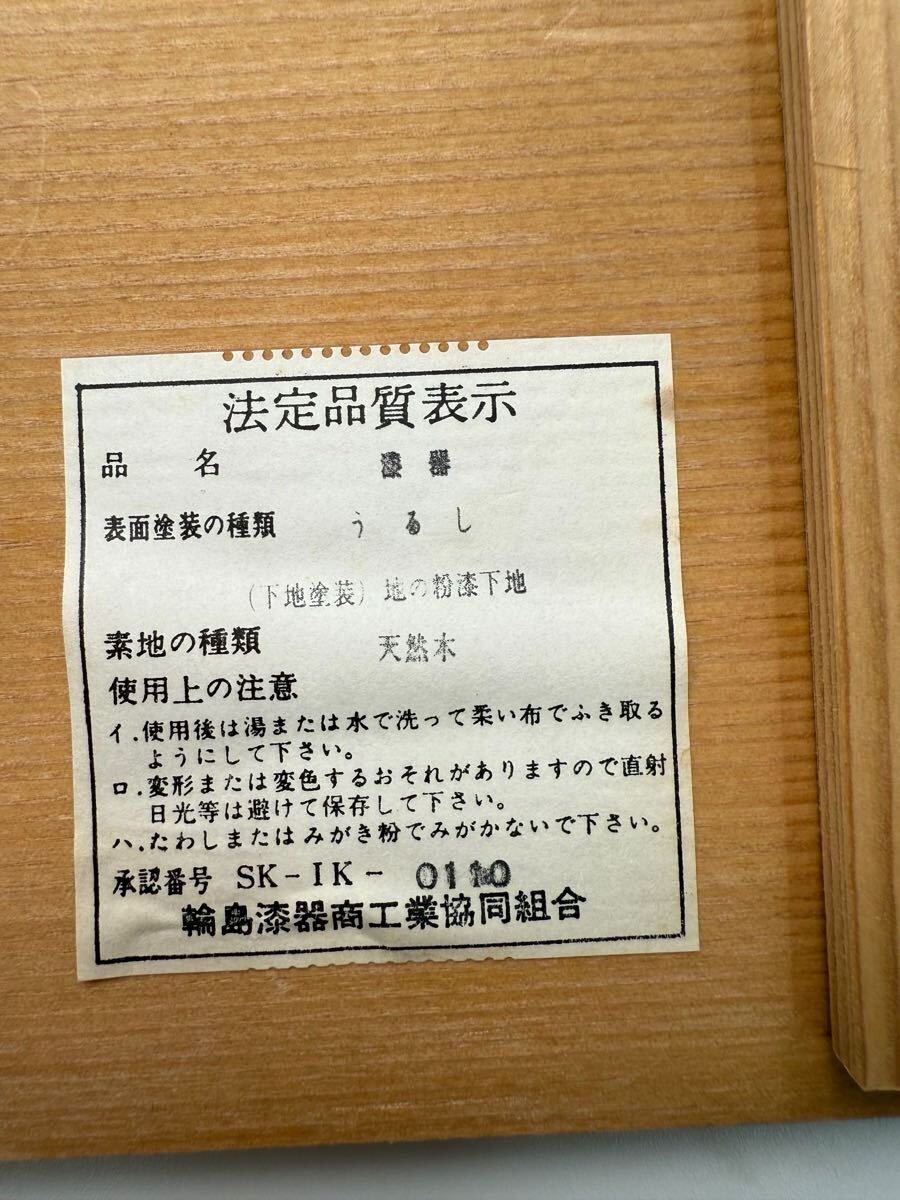 法定品質表示
品名 漆器
表面塗装の種類 うるし
(下地塗装) 地の粉漆下地
素地の種類 天然木
使用上の注意
イ.使用後は湯または水で洗って柔い布でふき取る
ようにして下さい。
ロ.変形または変色するおそれがありますので直射
日光等は避けて保存して下さい。
ハ.たわしまたはみがき粉でみがかないで下さい。
承認番号 SK-IK-0110
輪島漆器商工業協同組合